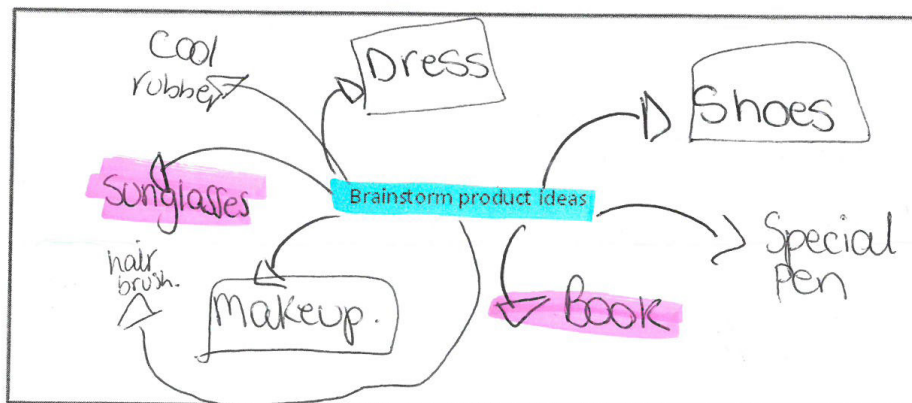 Cool
rubber
Dress
Shoes
Sunglasses
Brainstorm product ideas
Special
Pen
hair
brush.
Makeup.
Book